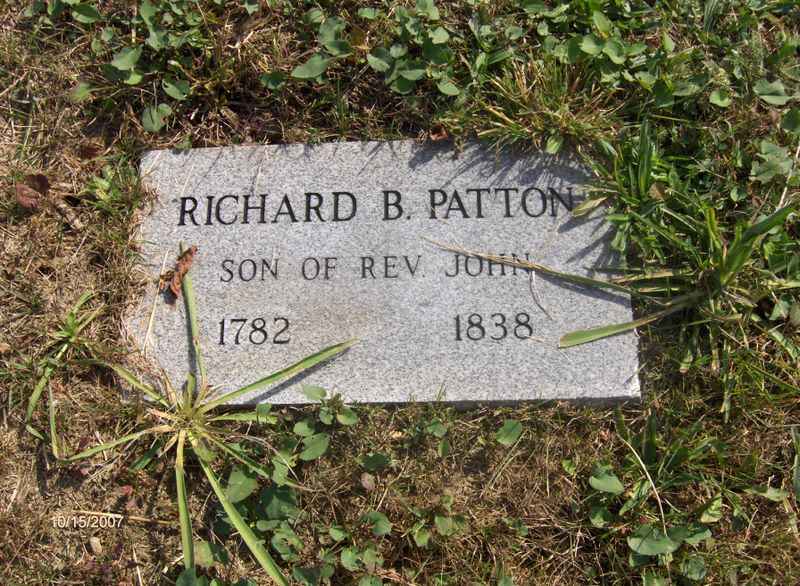 RICHARD B. PATTON
SON OF REV. JOHN
1782 1838
10/15/2007